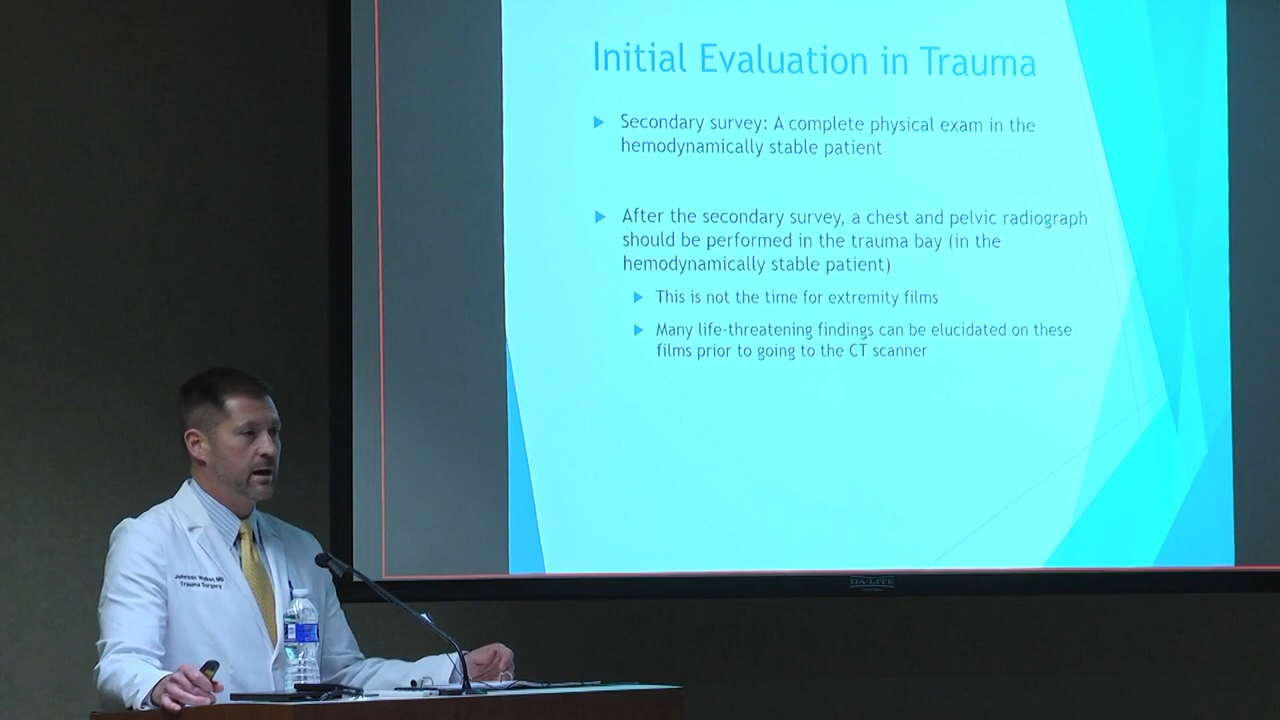 Initial Evaluation in Trauma
Secondary survey: A complete physical exam in the
hemodynamically stable patient
After the secondary survey, a chest and pelvic radiograph
should be performed in the trauma bay (in the
hemodynamically stable patient)
This is not the time for extremity films
Many life-threatening findings can be elucidated on these
films prior to going to the CT scanner
DA-LITE
Johnson Walker, MD
Trauma Surgery